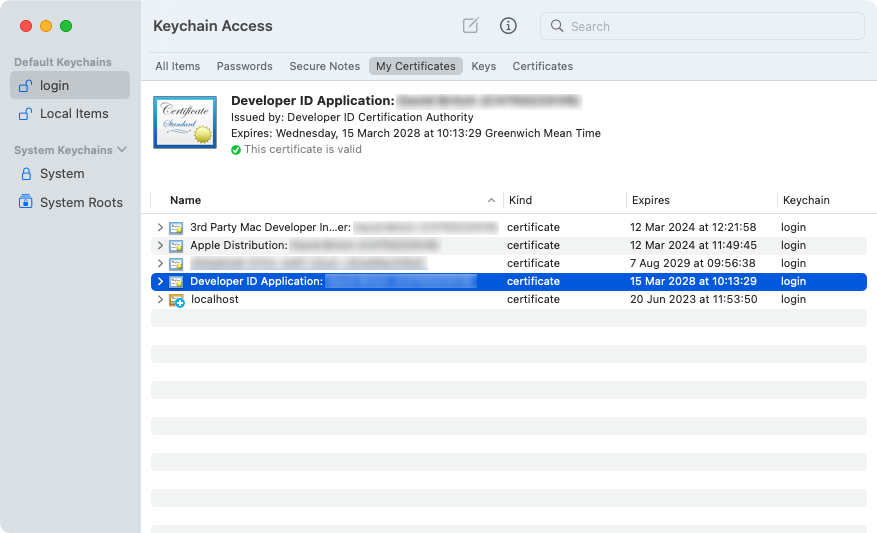 Keychain Access
Search
Default Keychains
login
Local Items
System Keychains
System
System Roots
All Items
Passwords
Secure Notes
My Certificates
Keys
Certificates
Certificate
Standard
Developer ID Application:
Issued by: Developer ID Certification Authority
Expires: Wednesday, 15 March 2028 at 10:13:29 Greenwich Mean Time
This certificate is valid
Name Kind Expires Keychain
3rd Party Mac Developer In...er: certificate 12 Mar 2024 at 12:21:58 login
Apple Distribution: certificate 12 Mar 2024 at 11:49:45 login
certificate 7 Aug 2029 at 09:56:38 login
Developer ID Application: certificate 15 Mar 2028 at 10:13:29 login
localhost certificate 20 Jun 2023 at 11:53:50 login